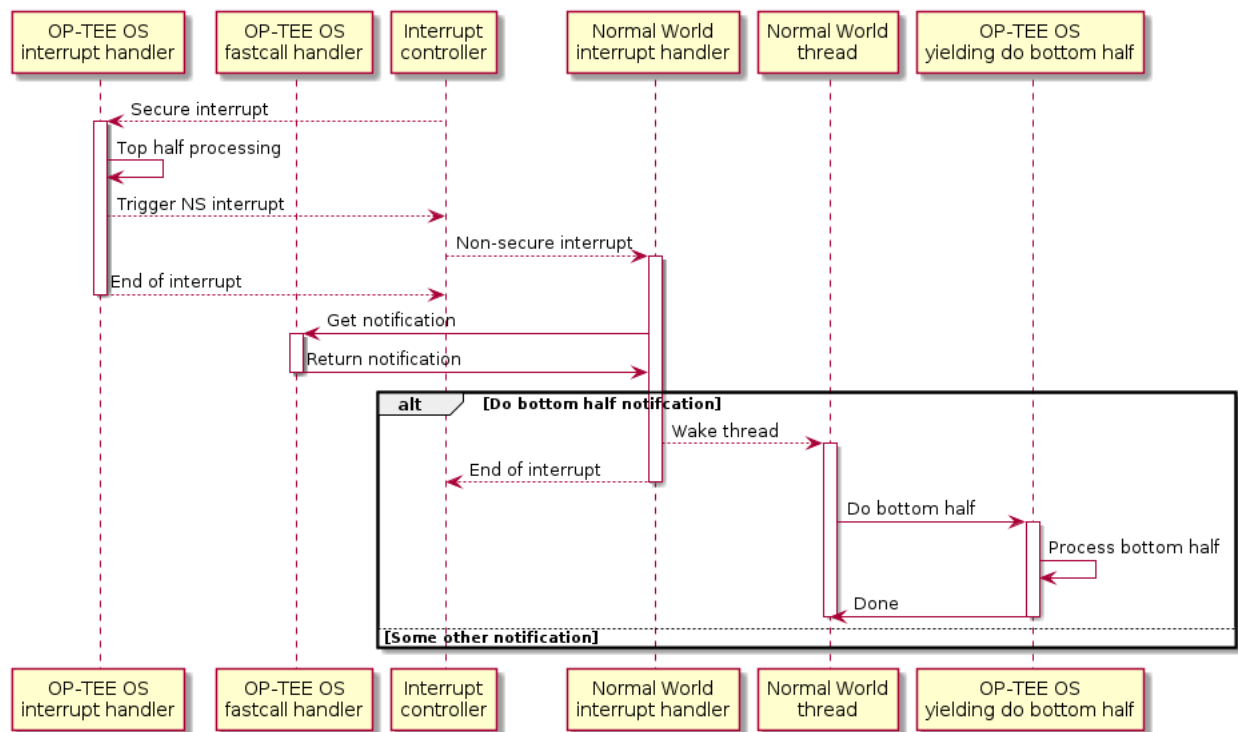 OP-TEE OS
interrupt handler
OP-TEE OS
fastcall handler
Interrupt
controller
Normal World
interrupt handler
Normal World
thread
OP-TEE OS
yielding do bottom half
Secure interrupt
Top half processing
Trigger NS interrupt
Non-secure interrupt
End of interrupt
Get notification
Return notification
alt [Do bottom half notifcation]
Wake thread
End of interrupt
Do bottom half
Process bottom half
Done
[Some other notification]
OP-TEE OS
interrupt handler
OP-TEE OS
fastcall handler
Interrupt
controller
Normal World
interrupt handler
Normal World
thread
OP-TEE OS
yielding do bottom half